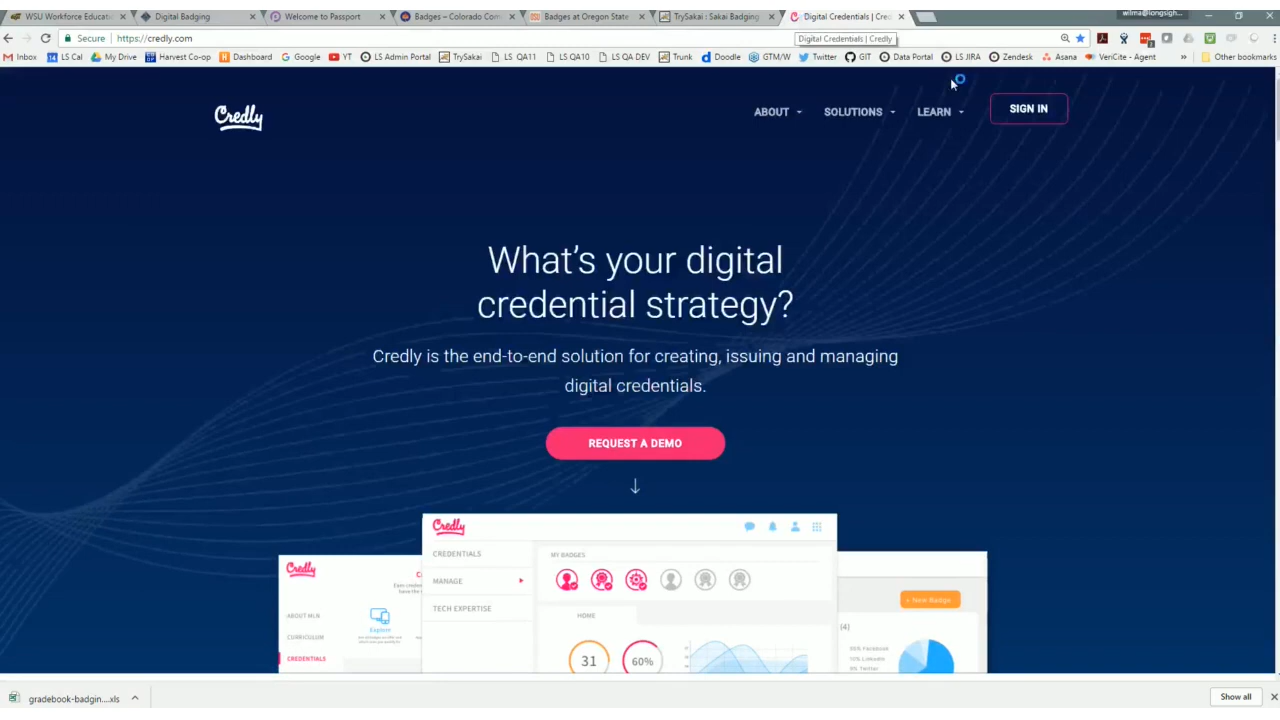 WSU Workforce Educati
Digital Badging
Welcome to Passport
Badges – Colorado Com
Badges at Oregon State
TrySakai : Sakai Badging
Digital Credentials | Cre
wilma@longsigh...
Secure
https://credly.com
Digital Credentials | Credly
Inbox
LS Cal
My Drive
Harvest Co-op
Dashboard
Google
YT
LS Admin Portal
TrySakai
LS QA11
LS QA10
LS QA DEV
Trunk
Doodle
GTM/W
Twitter
GIT
Data Portal
LS JIRA
Zendesk
Asana
VeriCite - Agent
»
Other bookmarks
Credly
ABOUT
SOLUTIONS
LEARN
SIGN IN
What's your digital
credential strategy?
Credly is the end-to-end solution for creating, issuing and managing
digital credentials.
REQUEST A DEMO
Credly
CREDENTIALS
MANAGE
TECH EXPERTISE
MY BADGES
HOME
31
60%
Credly
Explore
ABOUT MLN
CURRICULUM
CREDENTIALS
+ New Badge
(4)
gradebook-badgin....xls
Show all